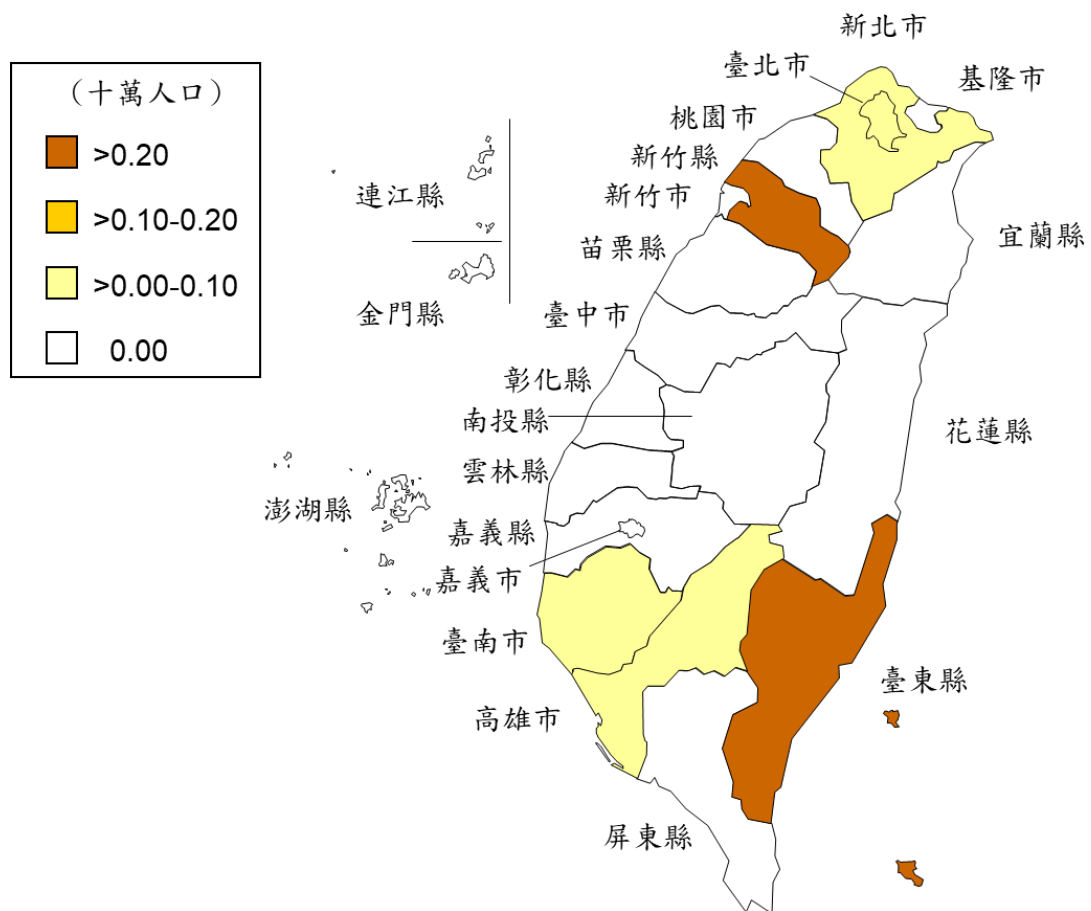 （十萬人口）
>0.20
>0.10-0.20
>0.00-0.10
0.00
新北市
臺北市
基隆市
桃園市
新竹縣
新竹市
連江縣
苗栗縣
宜蘭縣
金門縣
臺中市
彰化縣
南投縣
花蓮縣
雲林縣
澎湖縣
嘉義縣
嘉義市
臺南市
臺東縣
高雄市
屏東縣